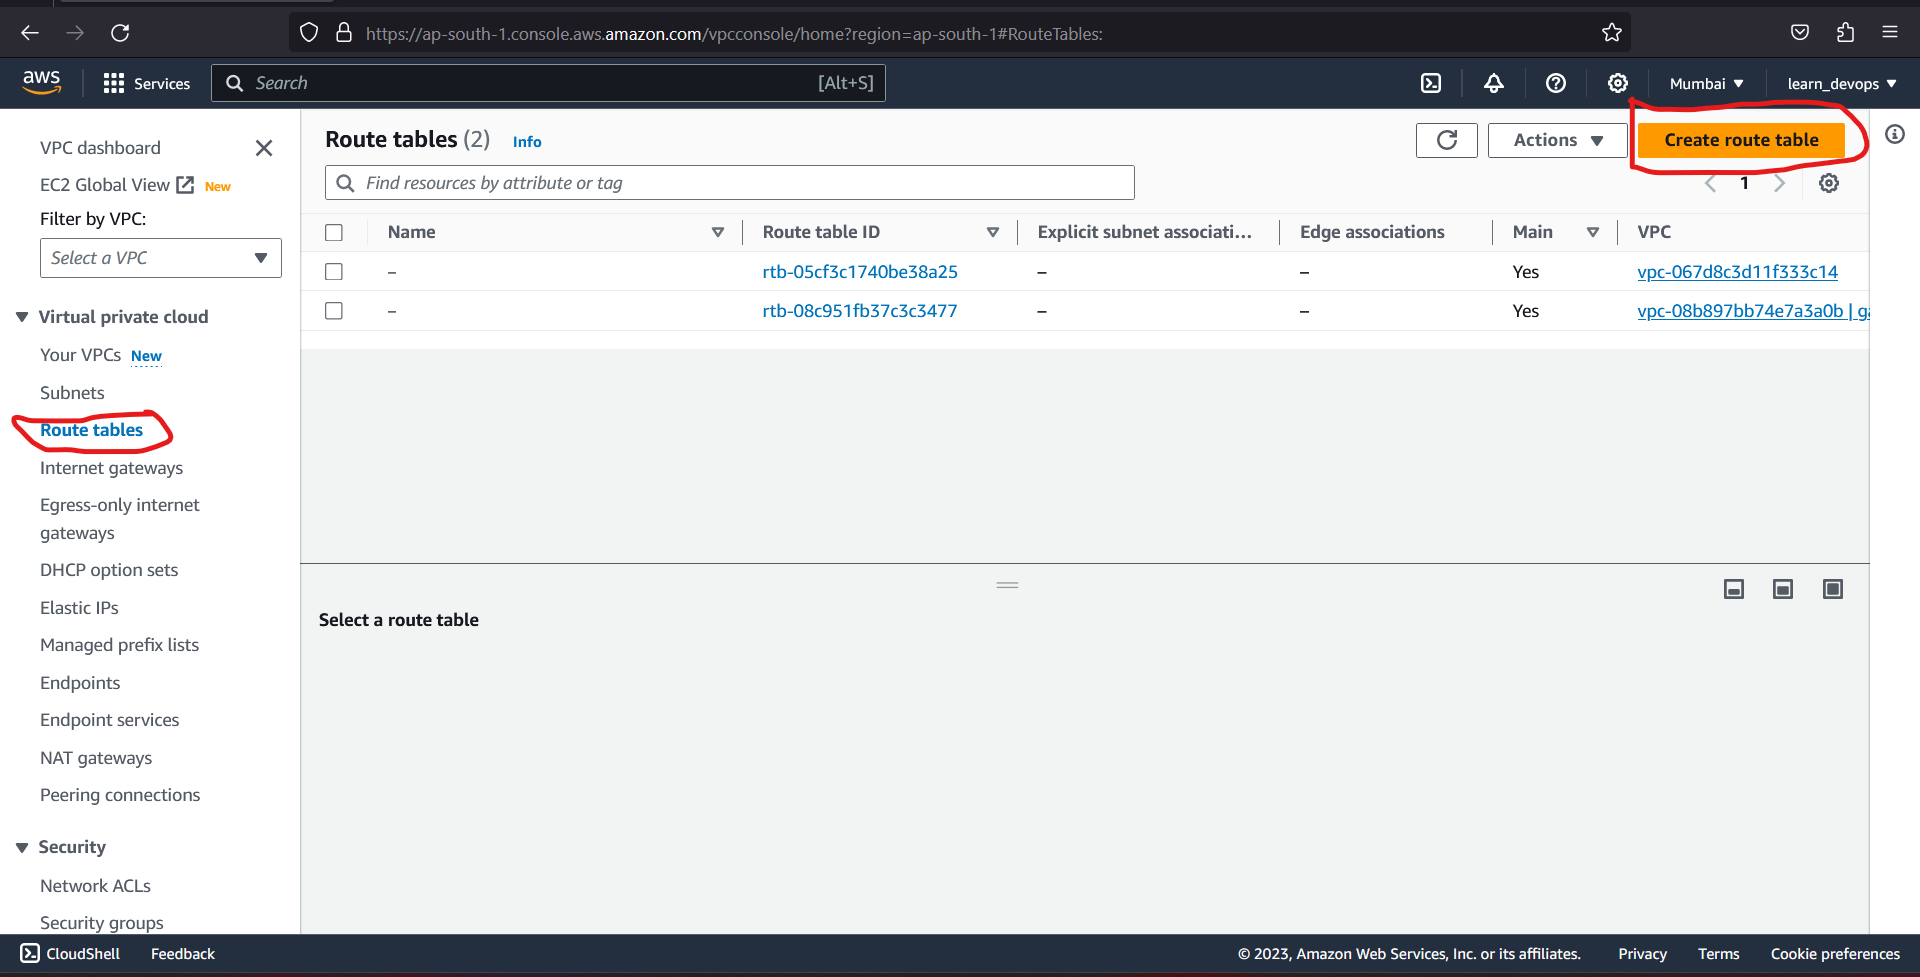 https://ap-south-1.console.aws.amazon.com/vpcconsole/home?region=ap-south-1#RouteTables:
aws Services Search [Alt+S] Mumbai learn_devops
VPC dashboard
EC2 Global View New
Filter by VPC:
Select a VPC
Virtual private cloud
Your VPCs New
Subnets
Route tables
Internet gateways
Egress-only internet
gateways
DHCP option sets
Elastic IPs
Managed prefix lists
Endpoints
Endpoint services
NAT gateways
Peering connections
Security
Network ACLs
Security groups
Route tables (2) Info
Actions Create route table
Find resources by attribute or tag
1
Name Route table ID Explicit subnet associati... Edge associations Main VPC
– rtb-05cf3c1740be38a25 – – Yes vpc-067d8c3d11f333c14
– rtb-08c951fb37c3c3477 – – Yes vpc-08b897bb74e7a3a0b | ga
Select a route table
CloudShell Feedback © 2023, Amazon Web Services, Inc. or its affiliates. Privacy Terms Cookie preferences